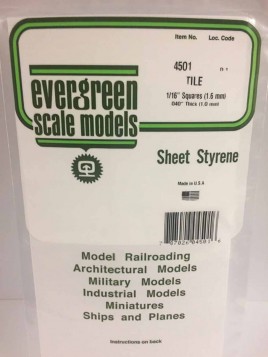 Item No. Loc. Code
4501
TILE
1/16" Squares (1.6 mm)
.040" Thick (1.0 mm)
evergreen
scale models
Sheet Styrene
Made in U.S.A
Model Railroading
Architectural Models
Military Models
Industrial Models
Miniatures
Ships and Planes
Instructions on back